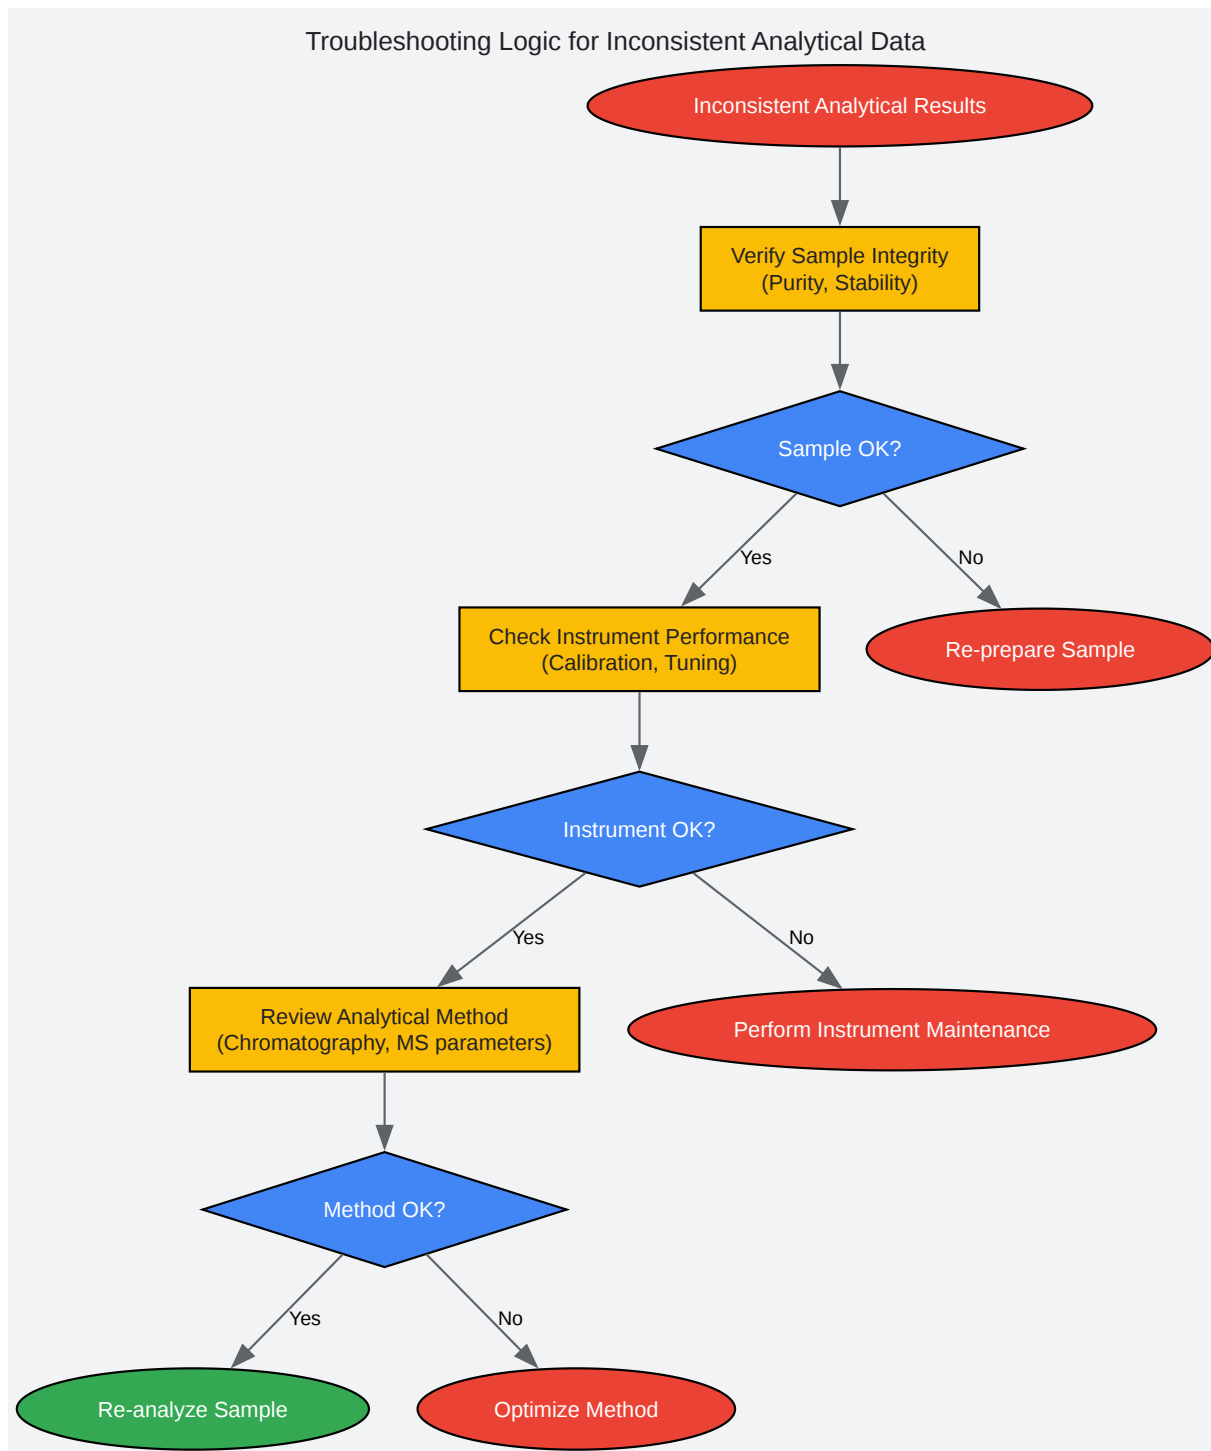 Troubleshooting Logic for Inconsistent Analytical Data
Inconsistent Analytical Results
Verify Sample Integrity
(Purity, Stability)
Sample OK?
Yes
No
Check Instrument Performance
(Calibration, Tuning)
Re-prepare Sample
Instrument OK?
Yes
No
Review Analytical Method
(Chromatography, MS parameters)
Perform Instrument Maintenance
Method OK?
Yes
No
Re-analyze Sample
Optimize Method